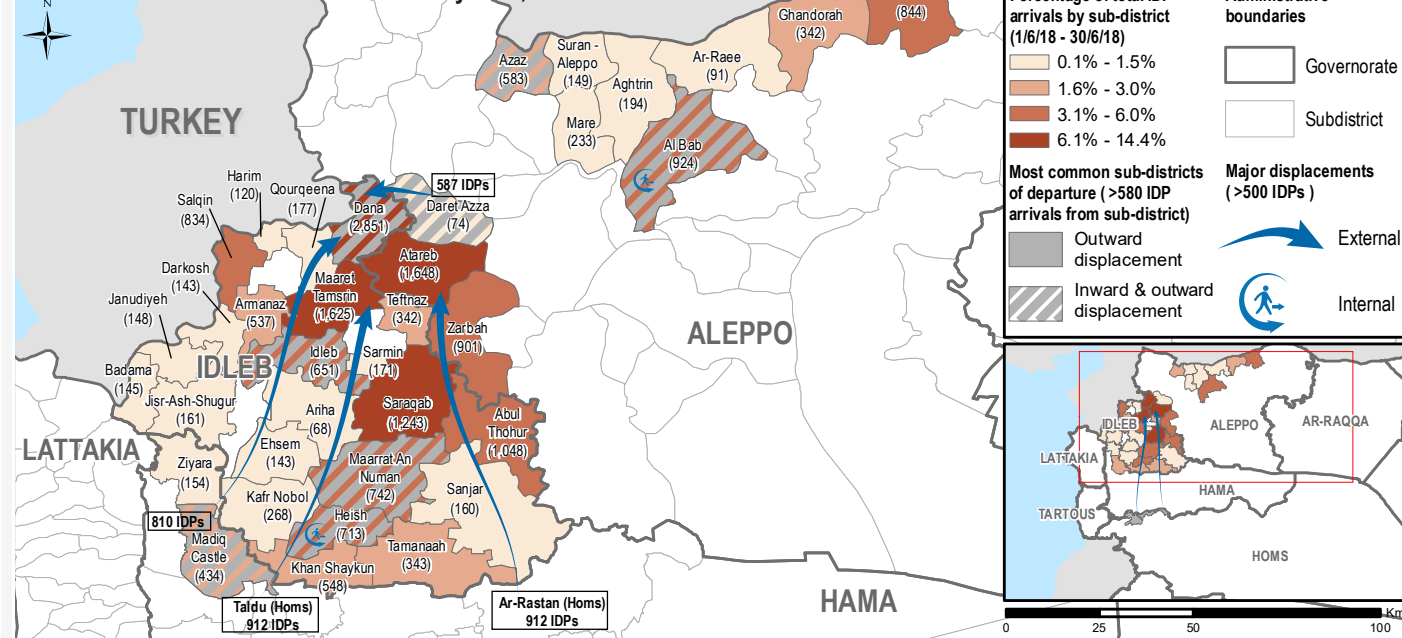 N
TURKEY
Azaz
(583)
Suran -
Aleppo
(149)
Aghtrin
(194)
Mare
(233)
Ar-Raee
(91)
Ghandorah
(342)
(844)
Al Bab
(924)
587 IDPs
Daret Azza
(74)
Dana
(2,851)
Harim
(120)
Qourqeena
(177)
Salqin
(834)
Darkosh
(143)
Janudiyeh
(148)
Armanaz
(537)
Maaret
Tamsrin
(1,625)
Atareb
(1,648)
Teftnaz
(342)
Zarbah
(901)
ALEPPO
IDLEB
Idleb
(651)
Sarmin
(171)
Badama
(145)
Jisr-Ash-Shugur
(161)
Ariha
(68)
Saraqab
(1,243)
Abul
Thohur
(1,048)
LATTAKIA
Ziyara
(154)
Ehsem
(143)
Maarrat An
Numan
(742)
Kafr Nobol
(268)
Heish
(713)
Sanjar
(160)
810 IDPs
Madiq
Castle
(434)
Khan Shaykun
(548)
Tamanaah
(343)
Taldu (Homs)
912 IDPs
Ar-Rastan (Homs)
912 IDPs
HAMA
arrivals by sub-district
(1/6/18 - 30/6/18)
0.1% - 1.5%
1.6% - 3.0%
3.1% - 6.0%
6.1% - 14.4%
Most common sub-districts
of departure ( >580 IDP
arrivals from sub-district)
Outward
displacement
Inward & outward
displacement
boundaries
Governorate
Subdistrict
Major displacements
( >500 IDPs )
External
Internal
IDLEB
ALEPPO
AR-RAQQA
LATTAKIA
HAMA
TARTOUS
HOMS
0 25 50 100
Km